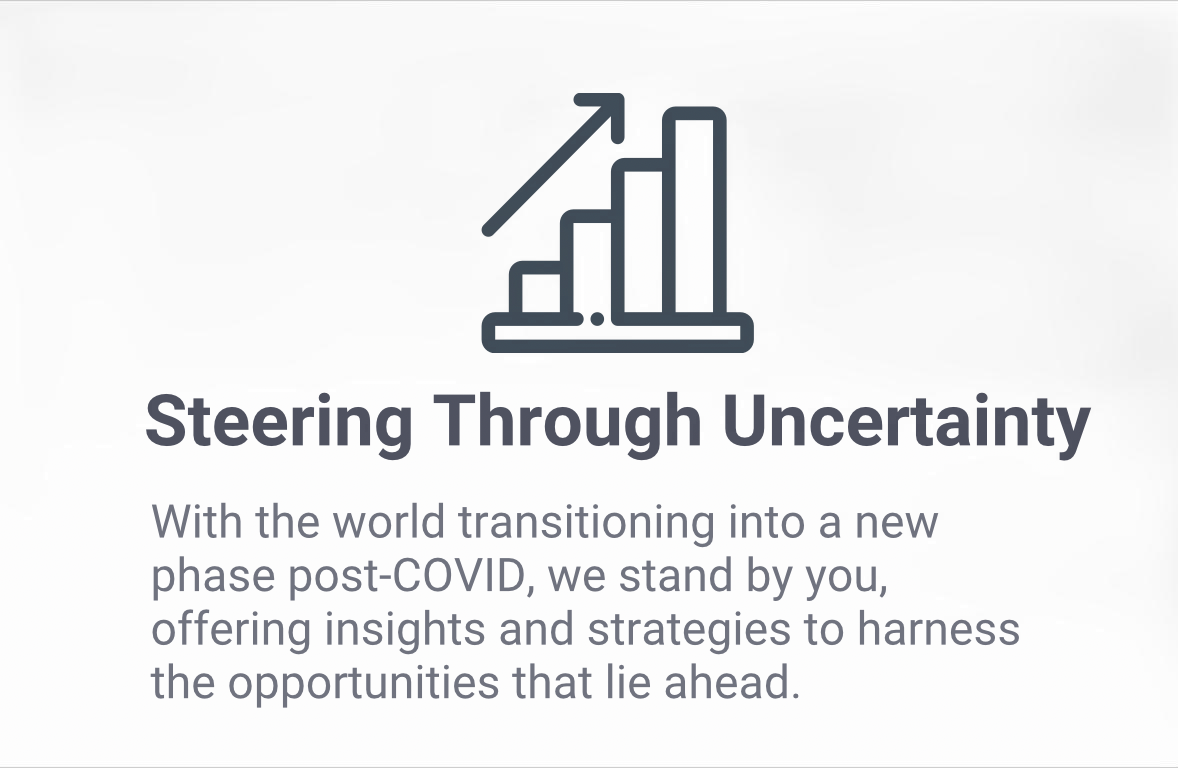 Steering Through Uncertainty
With the world transitioning into a new
phase post-COVID, we stand by you,
offering insights and strategies to harness
the opportunities that lie ahead.